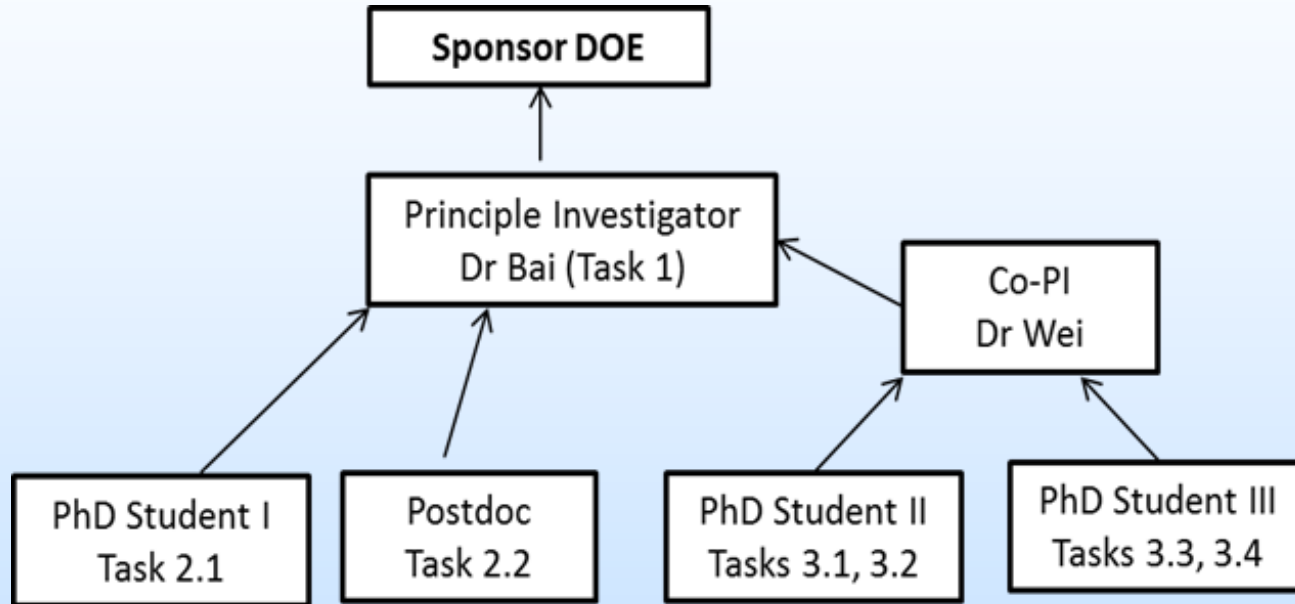 Sponsor DOE
Principle Investigator
Dr Bai (Task 1)
Co-PI
Dr Wei
PhD Student I
Task 2.1
Postdoc
Task 2.2
PhD Student II
Tasks 3.1, 3.2
PhD Student III
Tasks 3.3, 3.4